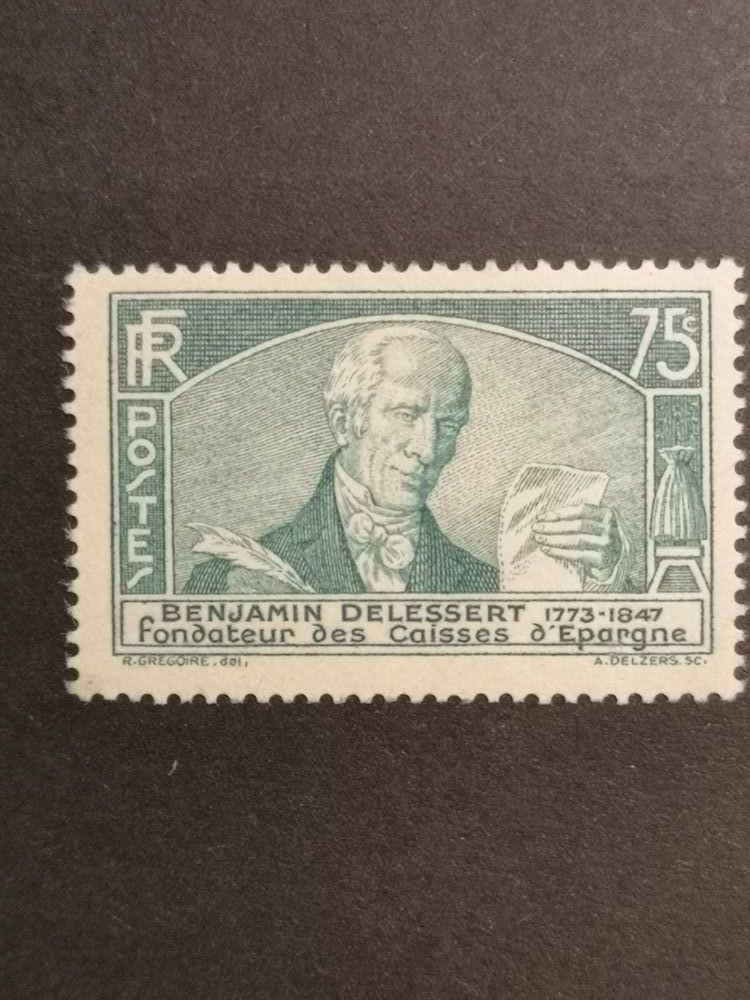 RF
75c
POSTES
BENJAMIN DELESSERT 1773-1847
fondateur des Caisses d'Epargne
R. GREGOIRE. del,
A. DELZERS. SC.